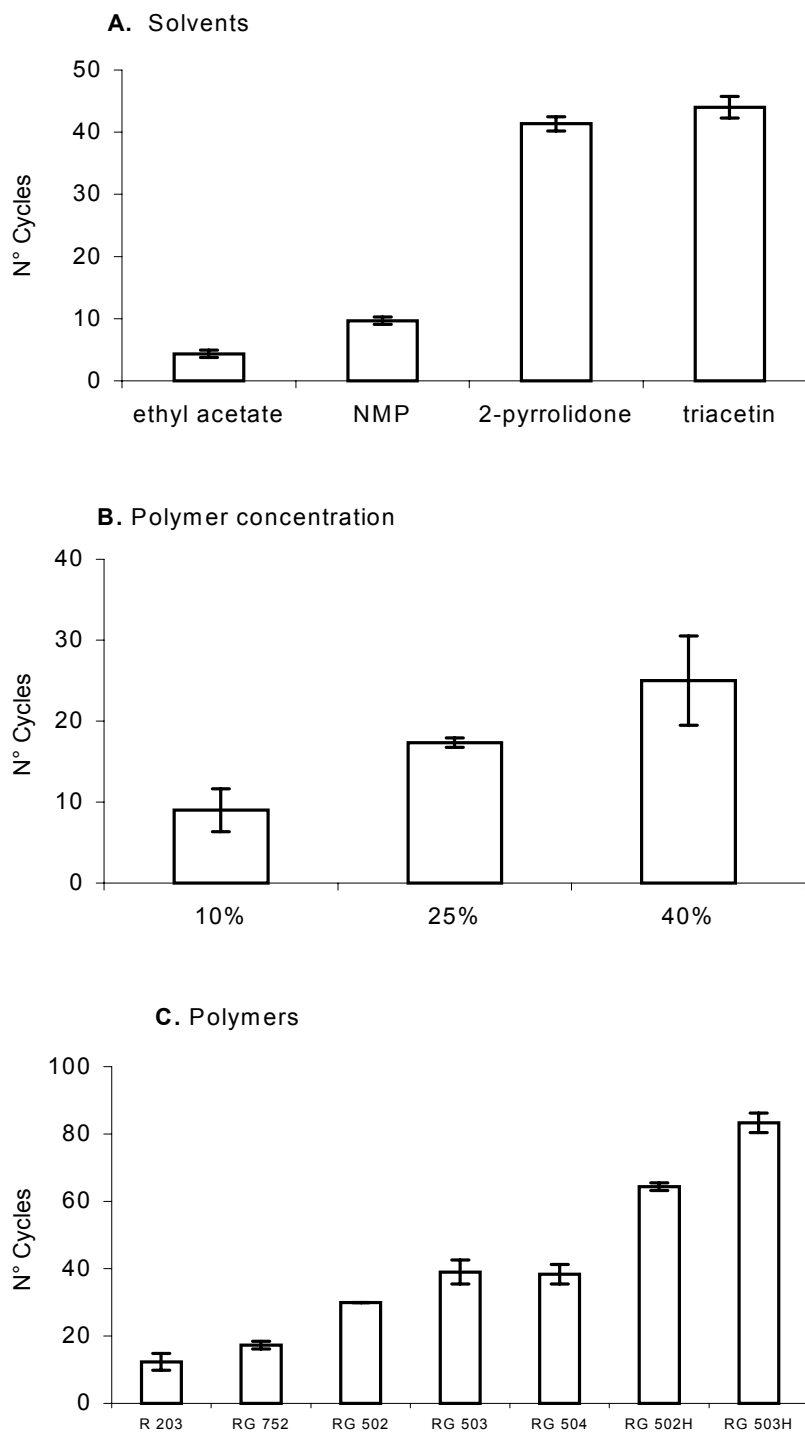 A. Solvents
50
40
30
20
10
0
N° Cycles
ethyl acetate NMP 2-pyrrolidone triacetin
B. Polymer concentration
40
30
20
10
0
N° Cycles
10% 25% 40%
C. Polymers
100
80
60
40
20
0
N° Cycles
R 203 RG 752 RG 502 RG 503 RG 504 RG 502H RG 503H